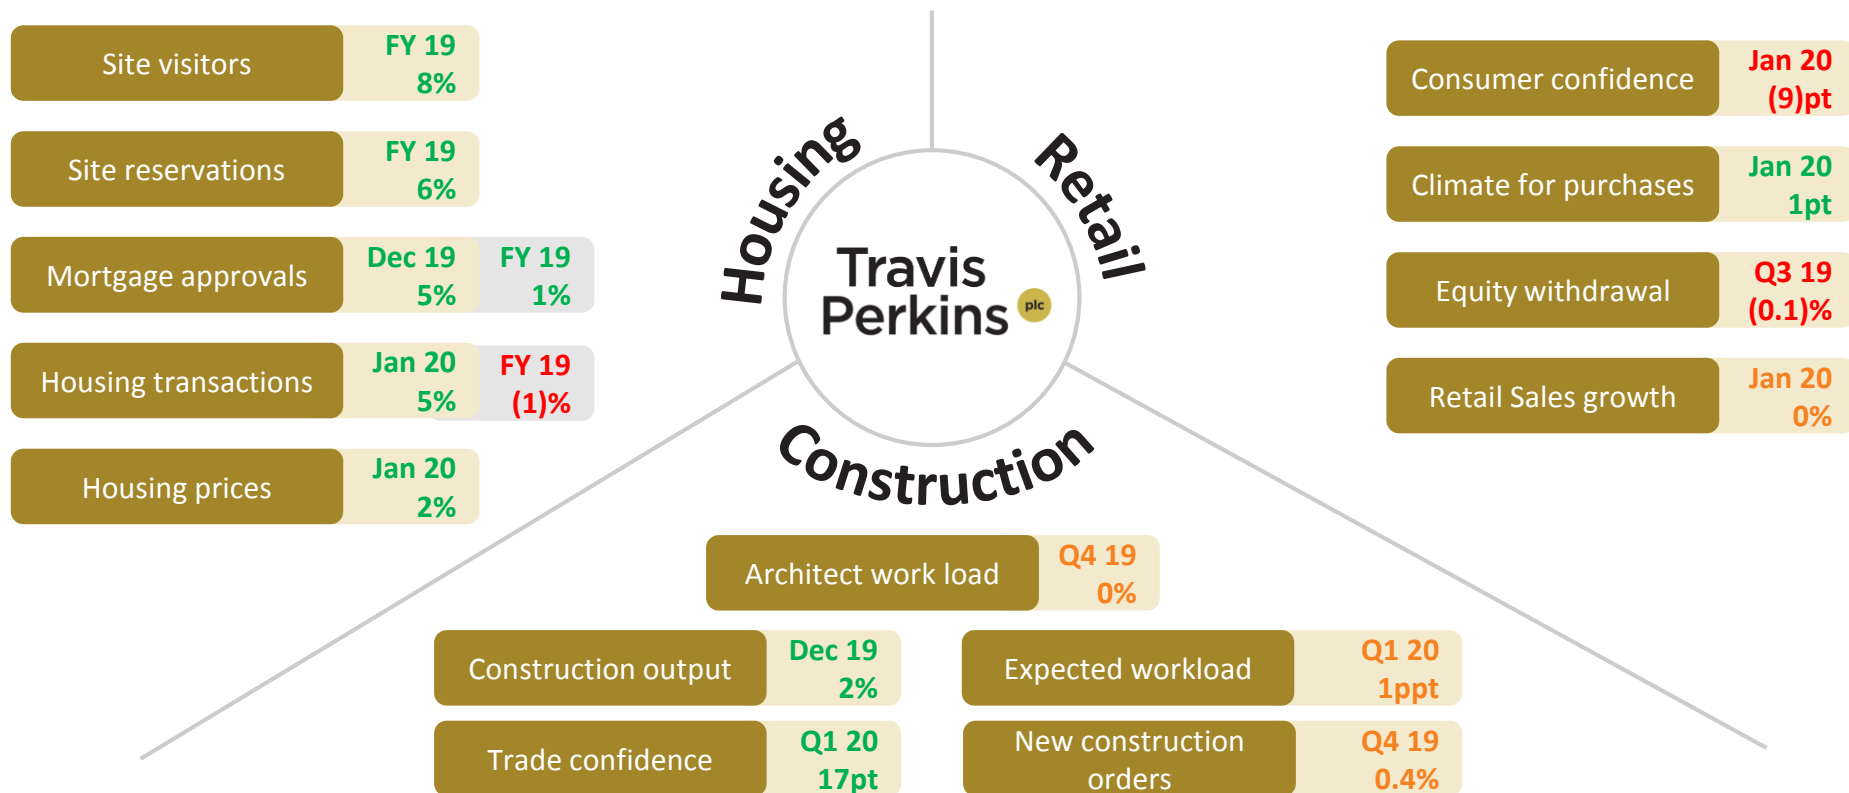 Site visitors
FY 19
8%
Site reservations
FY 19
6%
Mortgage approvals
Dec 19
5%
FY 19
1%
Housing transactions
Jan 20
5%
FY 19
(1)%
Housing prices
Jan 20
2%
Housing
Retail
Construction
Travis
Perkins
plc
Consumer confidence
Jan 20
(9)pt
Climate for purchases
Jan 20
1pt
Equity withdrawal
Q3 19
(0.1)%
Retail Sales growth
Jan 20
0%
Architect work load
Q4 19
0%
Construction output
Dec 19
2%
Expected workload
Q1 20
1ppt
Trade confidence
Q1 20
17pt
New construction
orders
Q4 19
0.4%